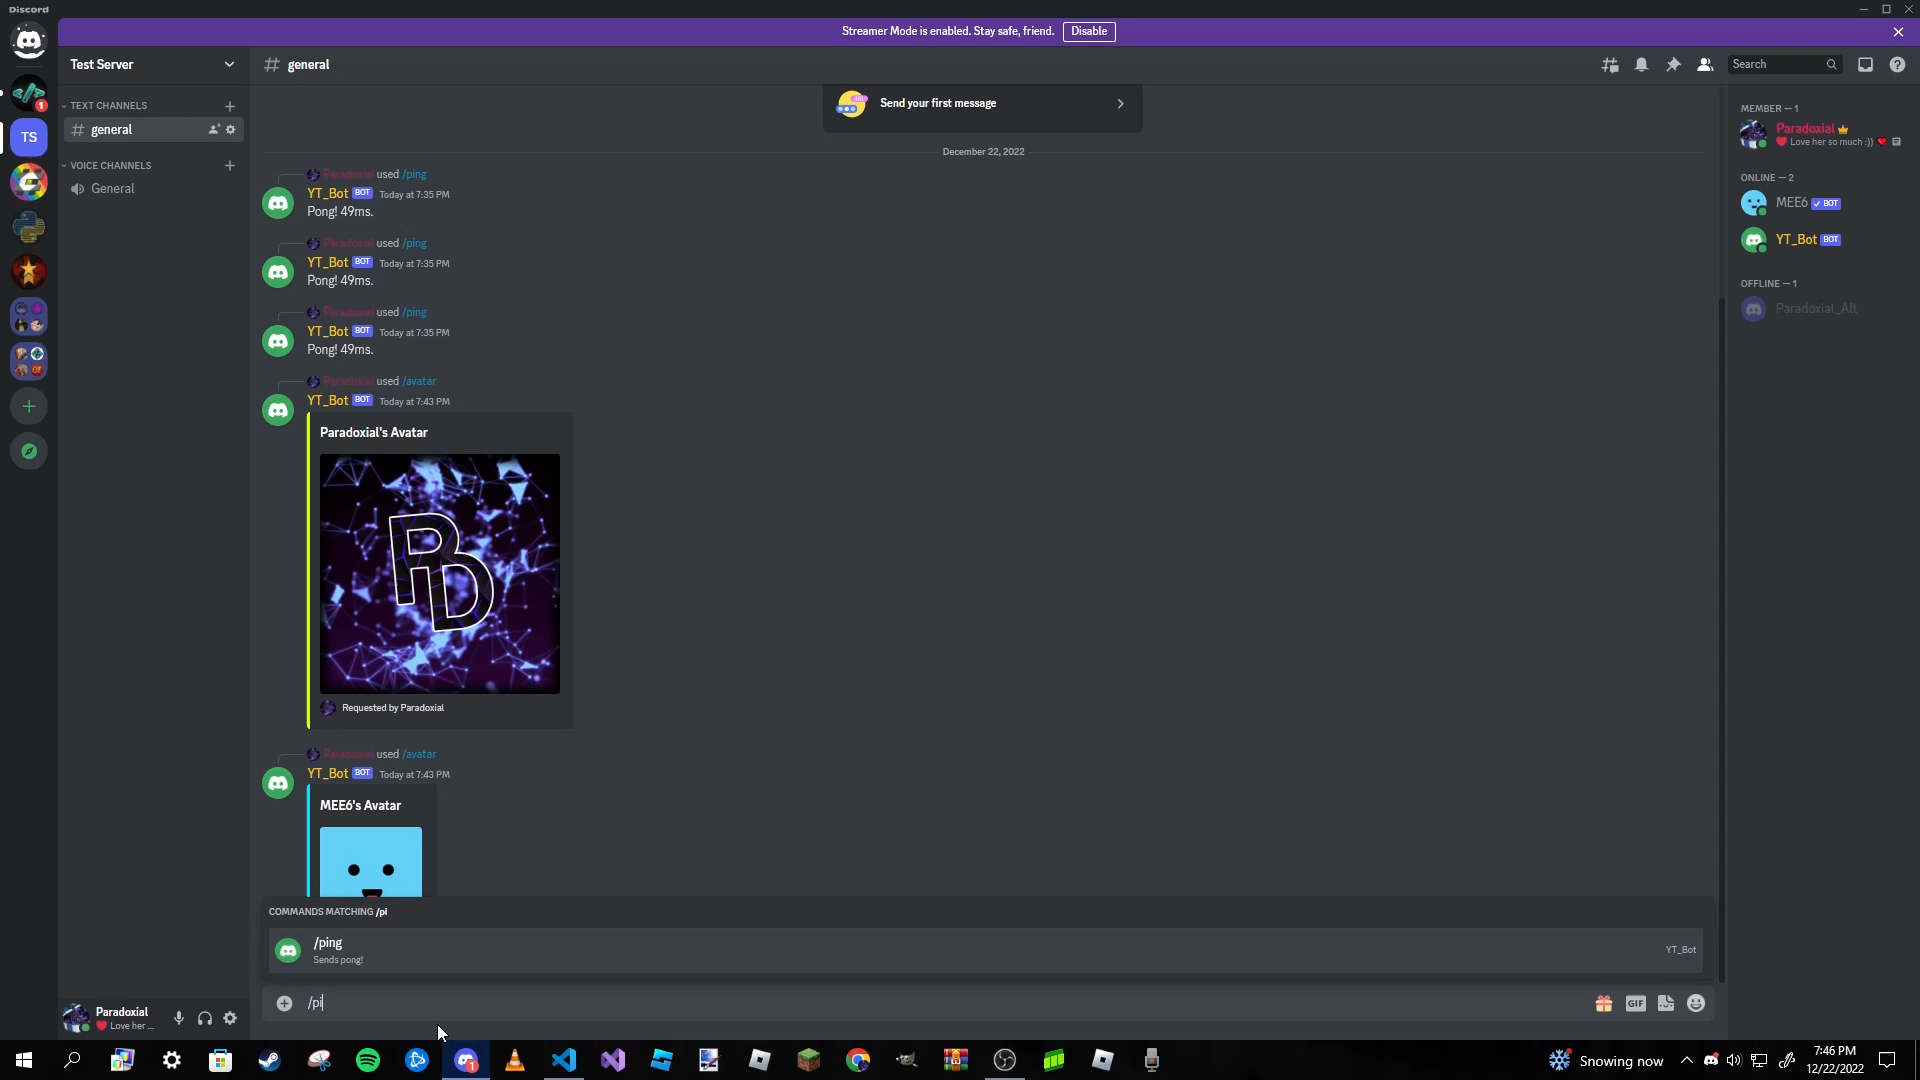 Discord
Streamer Mode is enabled. Stay safe, friend. Disable
Test Server
general
Search
TEXT CHANNELS
general
VOICE CHANNELS
General
1
TS
Send your first message
December 22, 2022
Paradoxial used /ping
YT_Bot BOT Today at 7:35 PM
Pong! 49ms.
Paradoxial used /ping
YT_Bot BOT Today at 7:35 PM
Pong! 49ms.
Paradoxial used /ping
YT_Bot BOT Today at 7:35 PM
Pong! 49ms.
Paradoxial used /avatar
YT_Bot BOT Today at 7:43 PM
Paradoxial's Avatar
PD
Requested by Paradoxial
Paradoxial used /avatar
YT_Bot BOT Today at 7:43 PM
MEE6's Avatar
COMMANDS MATCHING /pi
/ping
Sends pong!
YT_Bot
/pi
GIF
MEMBER — 1
Paradoxial
Love her so much :))
ONLINE — 2
MEE6 BOT
YT_Bot BOT
OFFLINE — 1
Paradoxial_Alt
Paradoxial
Love her ...
1
Snowing now
7:46 PM
12/22/2022